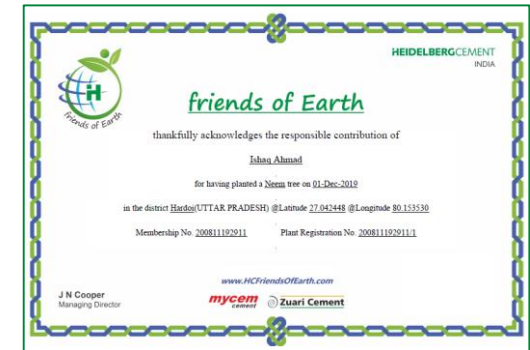 HEIDELBERGCEMENT
INDIA
H
friends of Earth
friends of Earth
thankfully acknowledges the responsible contribution of
Ishaq Ahmad
for having planted a Neem tree on 01-Dec-2019
in the district Hardoi(UTTAR PRADESH) @Latitude 27.042448 @Longitude 80.153530
Membership No. 200811192911 Plant Registration No. 200811192911/1
www.HCFriendsOfEarth.com
J N Cooper
Managing Director
mycem
cement
Zuari Cement